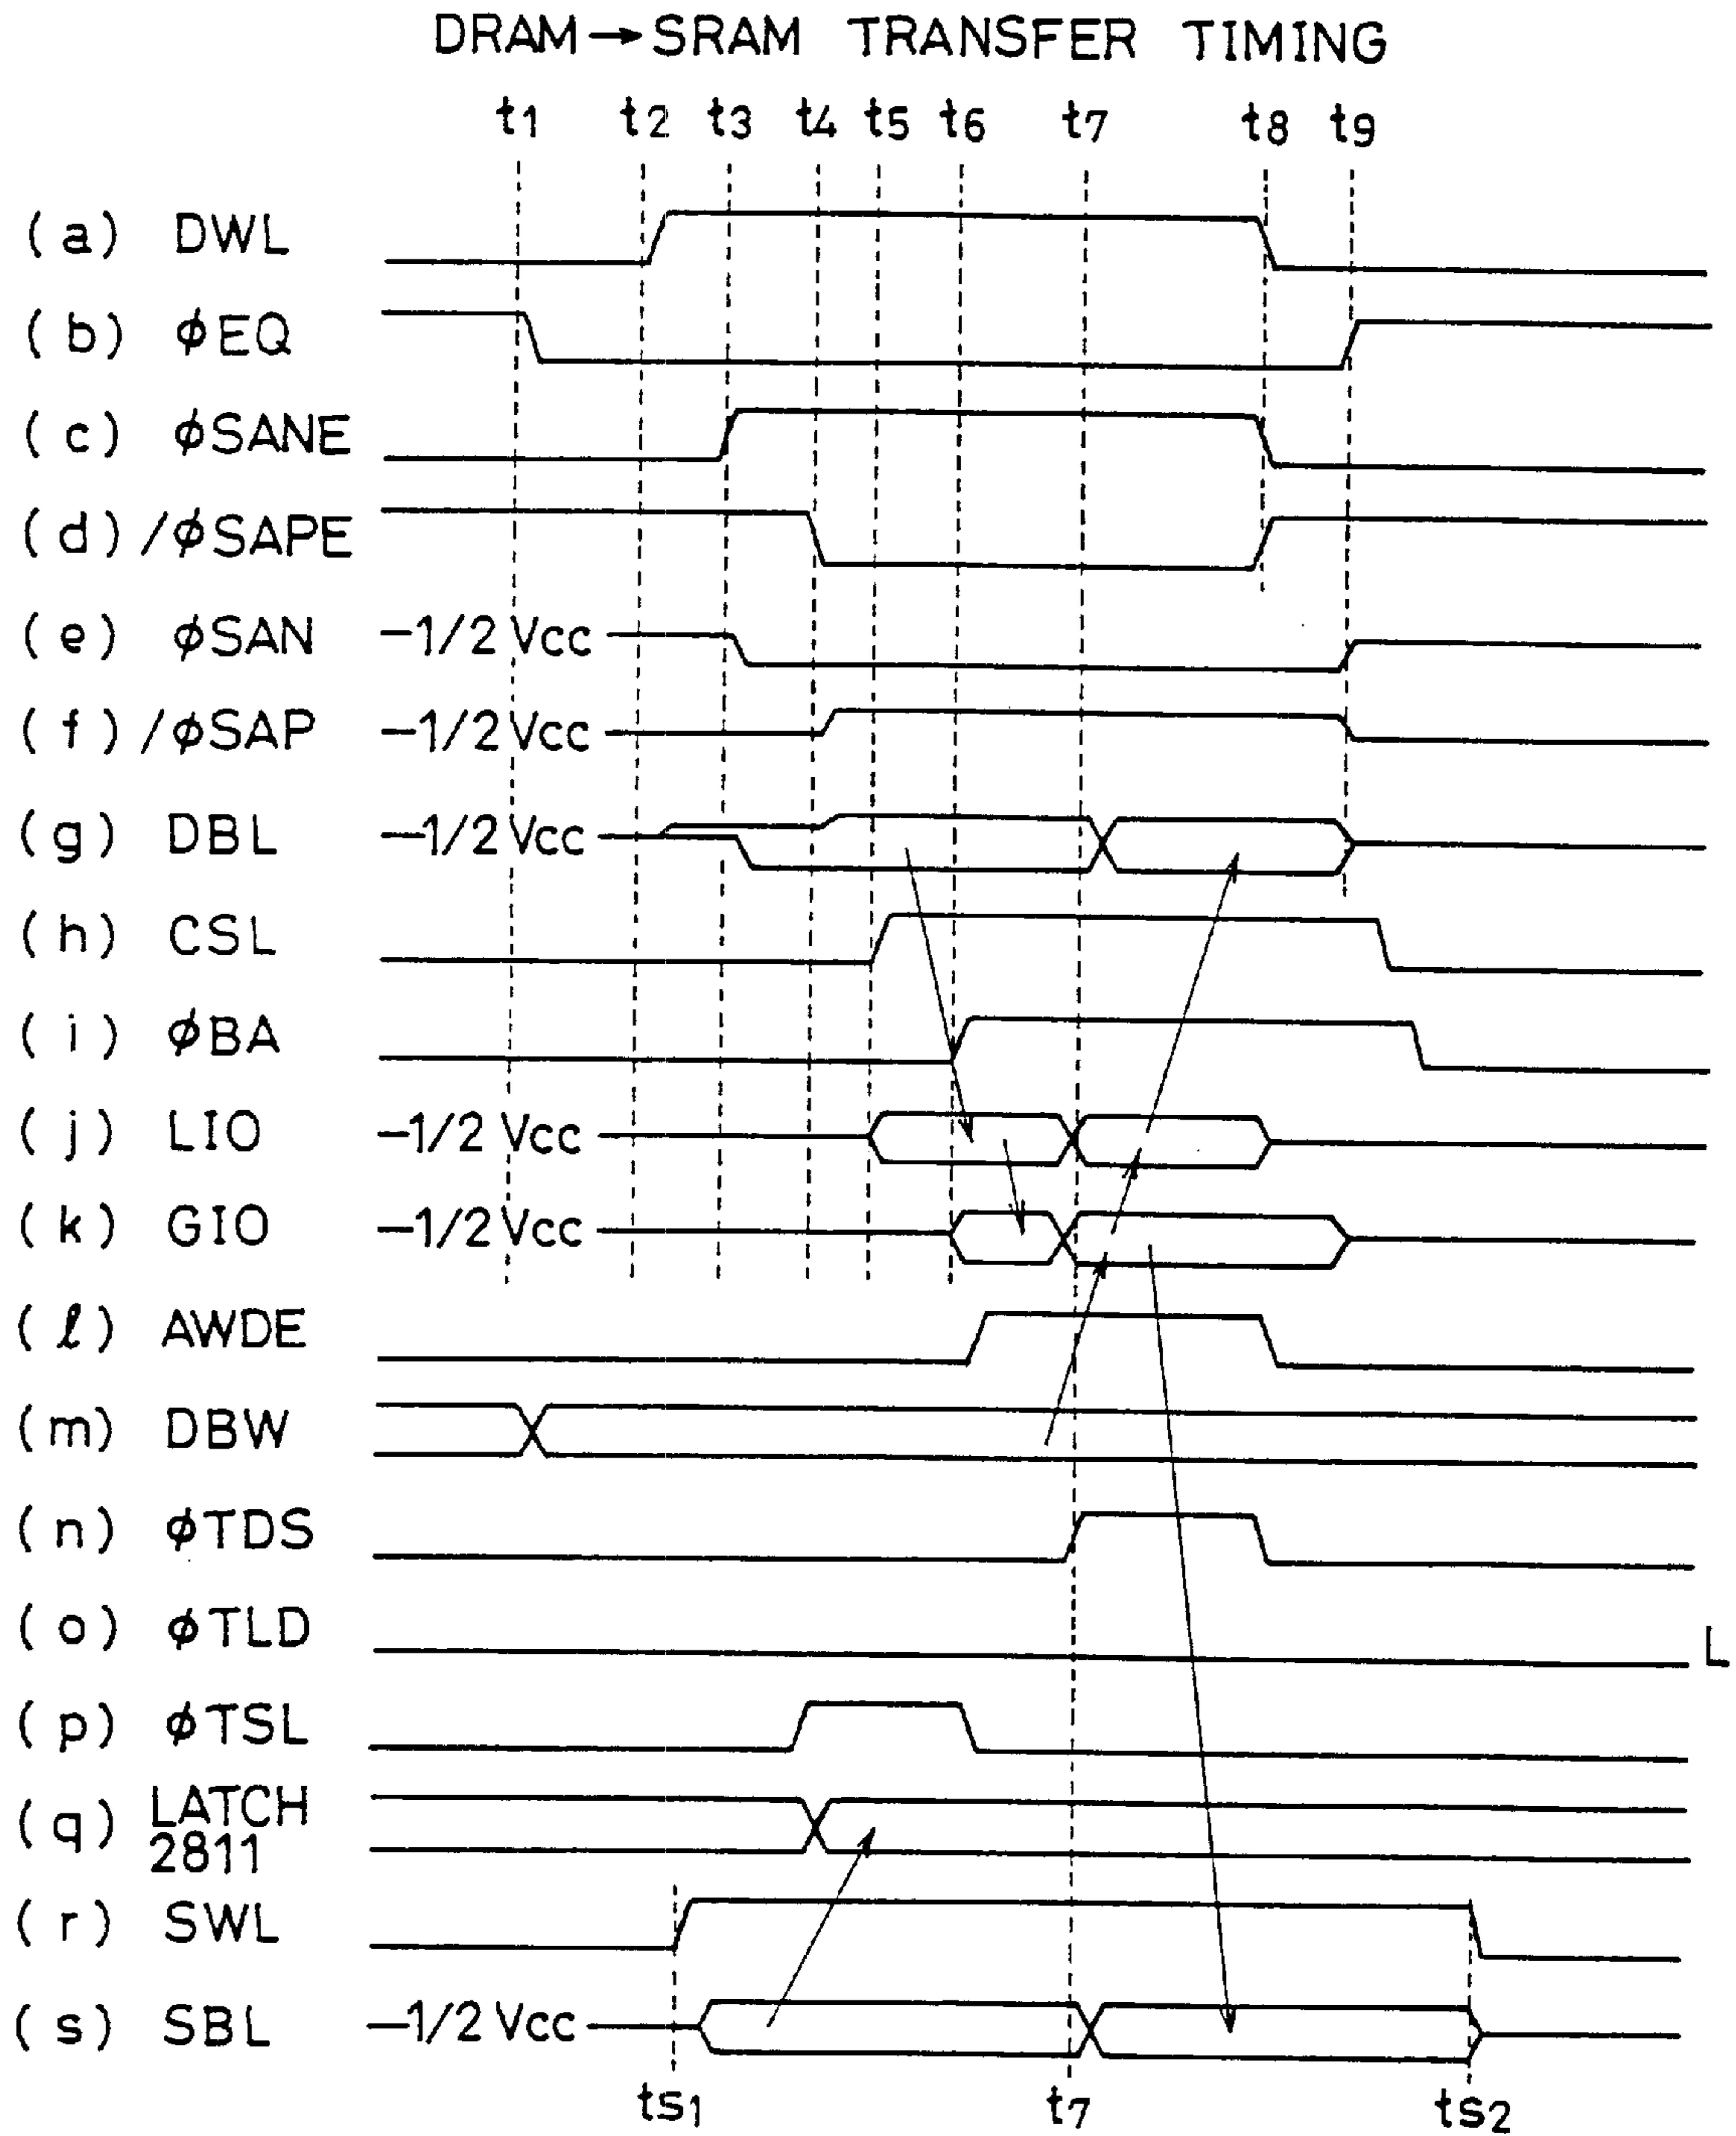 DRAM→SRAM TRANSFER TIMING
t1 t2 t3 t4 t5 t6 t7 t8 t9
(a) DWL
(b) ϕEQ
(c) ϕSANE
(d) /ϕSAPE
(e) ϕSAN —1/2 Vcc
(f) /ϕSAP —1/2 Vcc
(g) DBL —1/2 Vcc
(h) CSL
(i) ϕBA
(j) LIO —1/2 Vcc
(k) GIO —1/2 Vcc
(ℓ) AWDE
(m) DBW
(n) ϕTDS
(o) ϕTLD L
(p) ϕTSL
(q) LATCH
2811
(r) SWL
(s) SBL —1/2 Vcc
ts1 t7 ts2